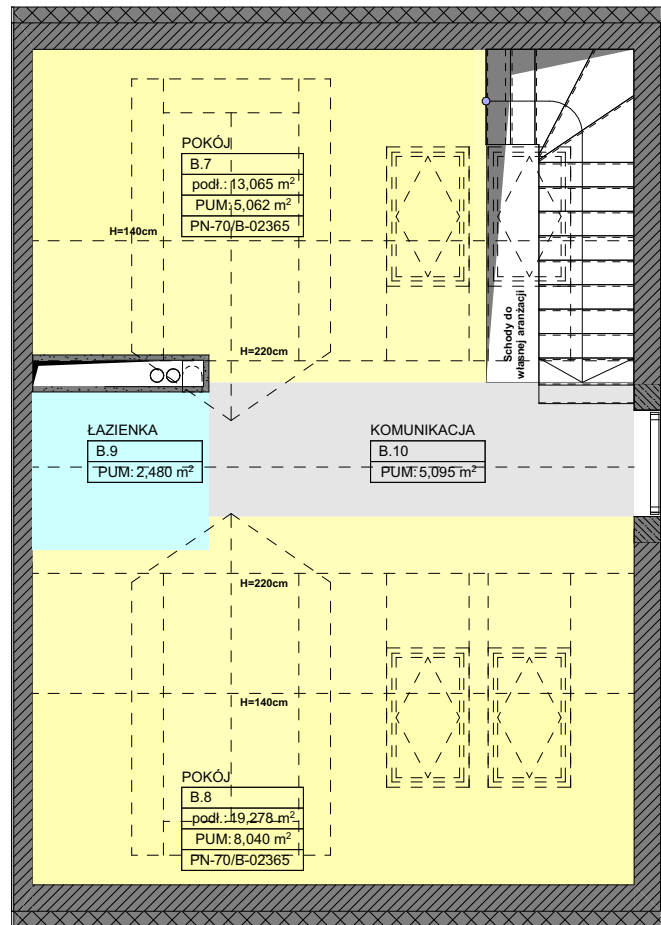 POKÓJ
B.7
podł.: 13,065 m²
PUM: 5,062 m²
PN-70/B-02365
H=140cm
H=220cm
Schody do
własnej aranżacji
ŁAZIENKA
B.9
PUM: 2,480 m²
KOMUNIKACJA
B.10
PUM: 5,095 m²
H=220cm
H=140cm
POKÓJ
B.8
podł.: 19,278 m²
PUM: 8,040 m²
PN-70/B-02365